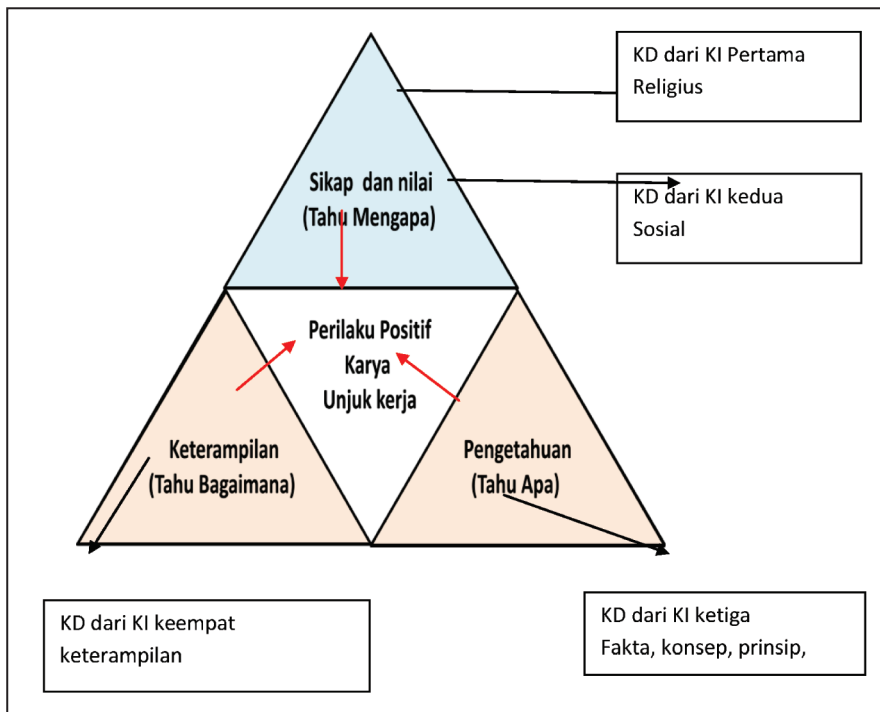 KD dari KI Pertama
Religius
Sikap dan nilai
(Tahu Mengapa)
KD dari KI kedua
Sosial
Perilaku Positif
Karya
Unjuk kerja
Keterampilan
(Tahu Bagaimana)
Pengetahuan
(Tahu Apa)
KD dari KI keempat
keterampilan
KD dari KI ketiga
Fakta, konsep, prinsip,